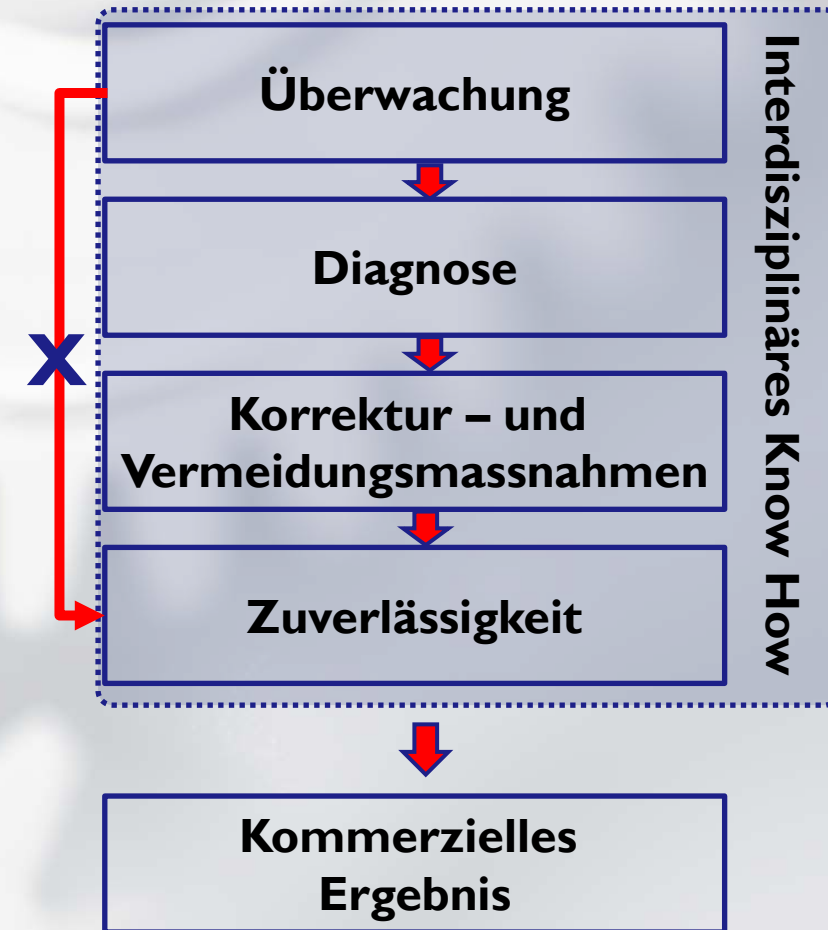 Überwachung
Diagnose
Korrektur – und
Vermeidungsmassnahmen
Zuverlässigkeit
Interdisziplinäres Know How
X
Kommerzielles
Ergebnis